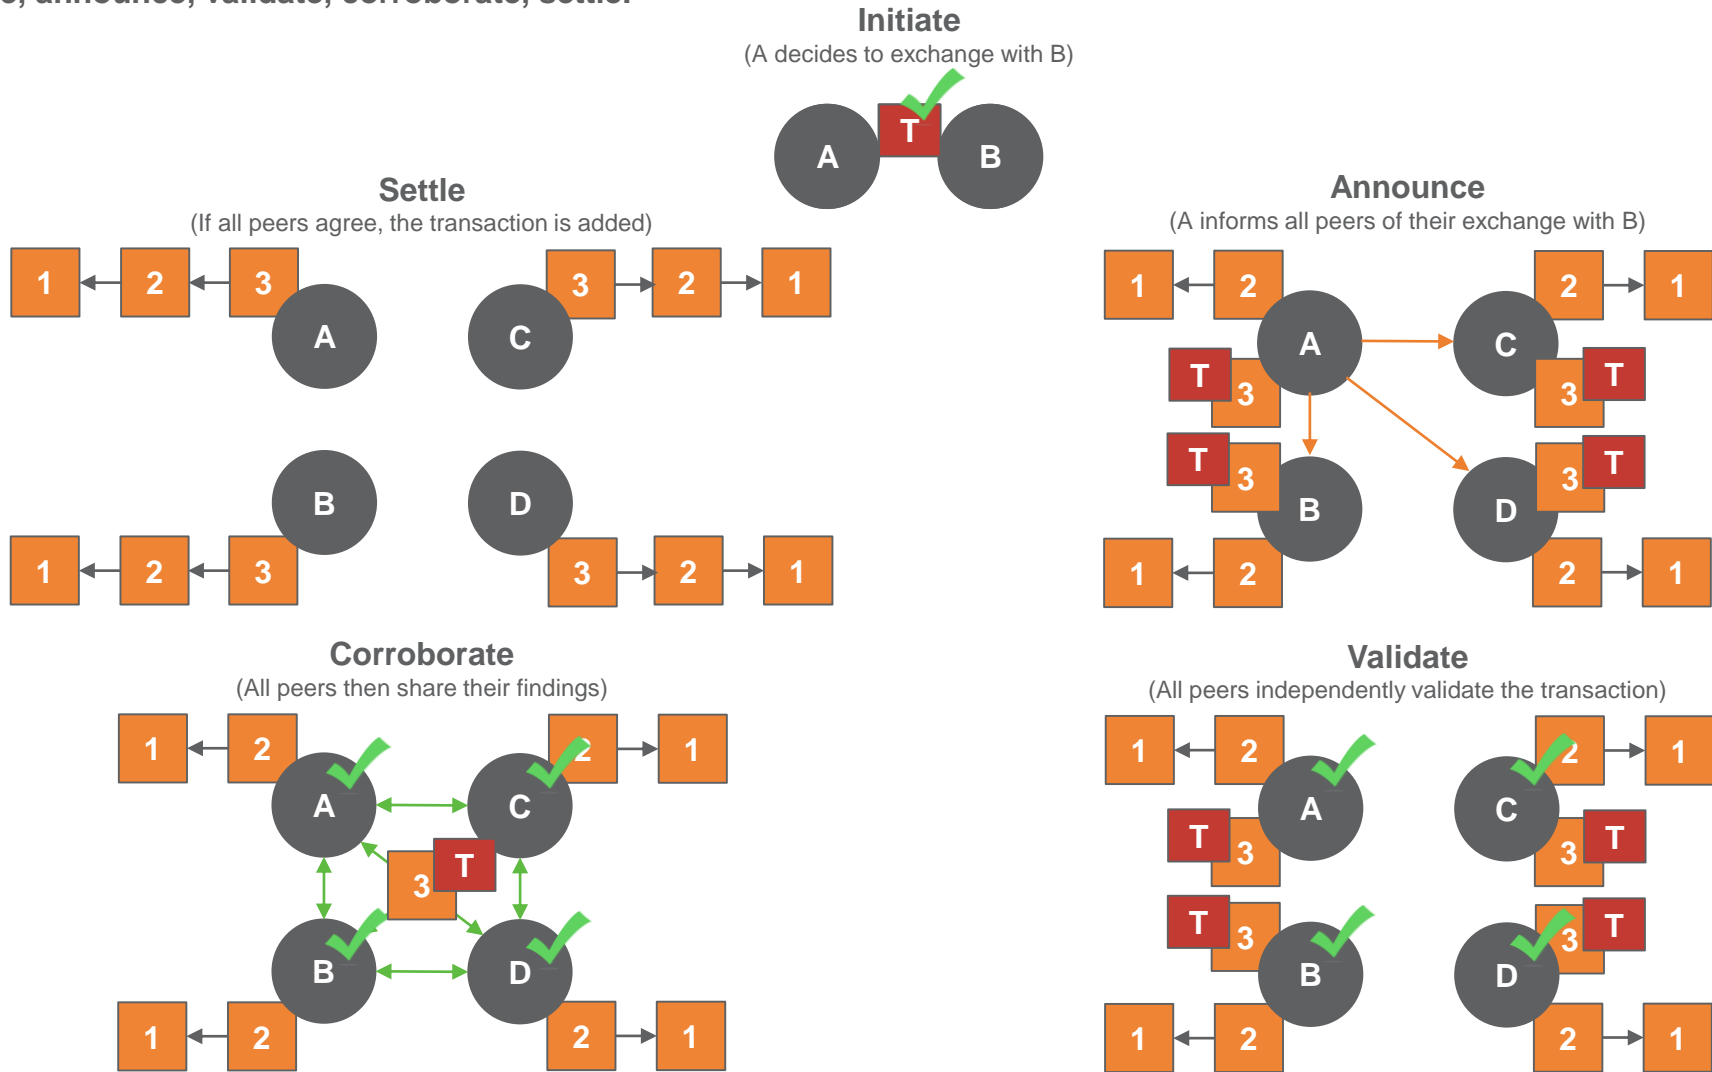 announce, validate, corroborate, settle.
Initiate
(A decides to exchange with B)
T
A
B
Settle
(If all peers agree, the transaction is added)
1 2 3
3 2 1
A
C
B
D
1 2 3
3 2 1
Announce
(A informs all peers of their exchange with B)
1 2
2 1
A
C
T
3
3
T
T
3
3
T
B
D
1 2
2 1
Corroborate
(All peers then share their findings)
1 2
2 1
A
C
3
T
B
D
1 2
2 1
Validate
(All peers independently validate the transaction)
1 2
2 1
A
C
T
3
3
T
T
3
3
T
B
D
1 2
2 1